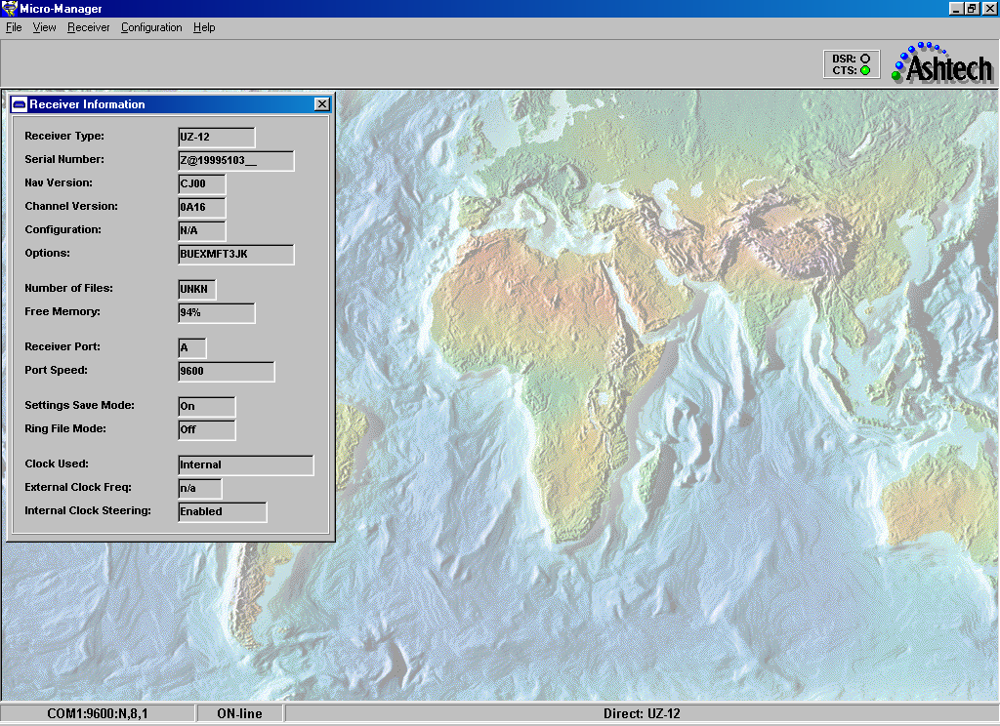 Micro-Manager
File View Receiver Configuration Help
DSR:
CTS:
Ashtech
Receiver Information
Receiver Type: UZ-12
Serial Number: Z@19995103__
Nav Version: CJ00
Channel Version: 0A16
Configuration: N/A
Options: BUEXMFT3JK
Number of Files: UNKN
Free Memory: 94%
Receiver Port: A
Port Speed: 9600
Settings Save Mode: On
Ring File Mode: Off
Clock Used: Internal
External Clock Freq: n/a
Internal Clock Steering: Enabled
COM1:9600:N,8,1 ON-line Direct: UZ-12